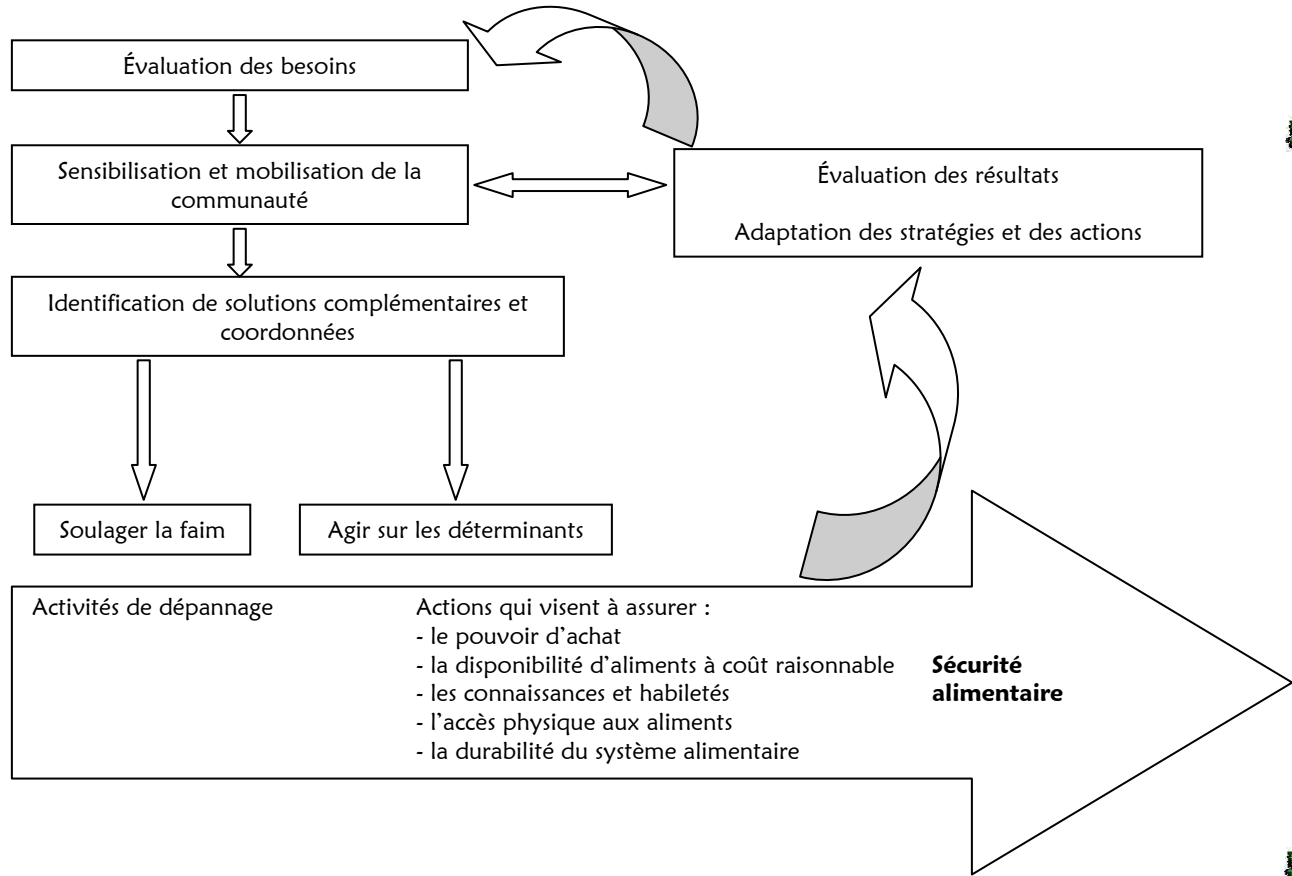 Évaluation des besoins
Sensibilisation et mobilisation de la
communauté
Évaluation des résultats
Adaptation des stratégies et des actions
Identification de solutions complémentaires et
coordonnées
Soulager la faim
Agir sur les déterminants
Activités de dépannage
Actions qui visent à assurer :
- le pouvoir d'achat
- la disponibilité d'aliments à coût raisonnable
- les connaissances et habiletés
- l'accès physique aux aliments
- la durabilité du système alimentaire
Sécurité
alimentaire